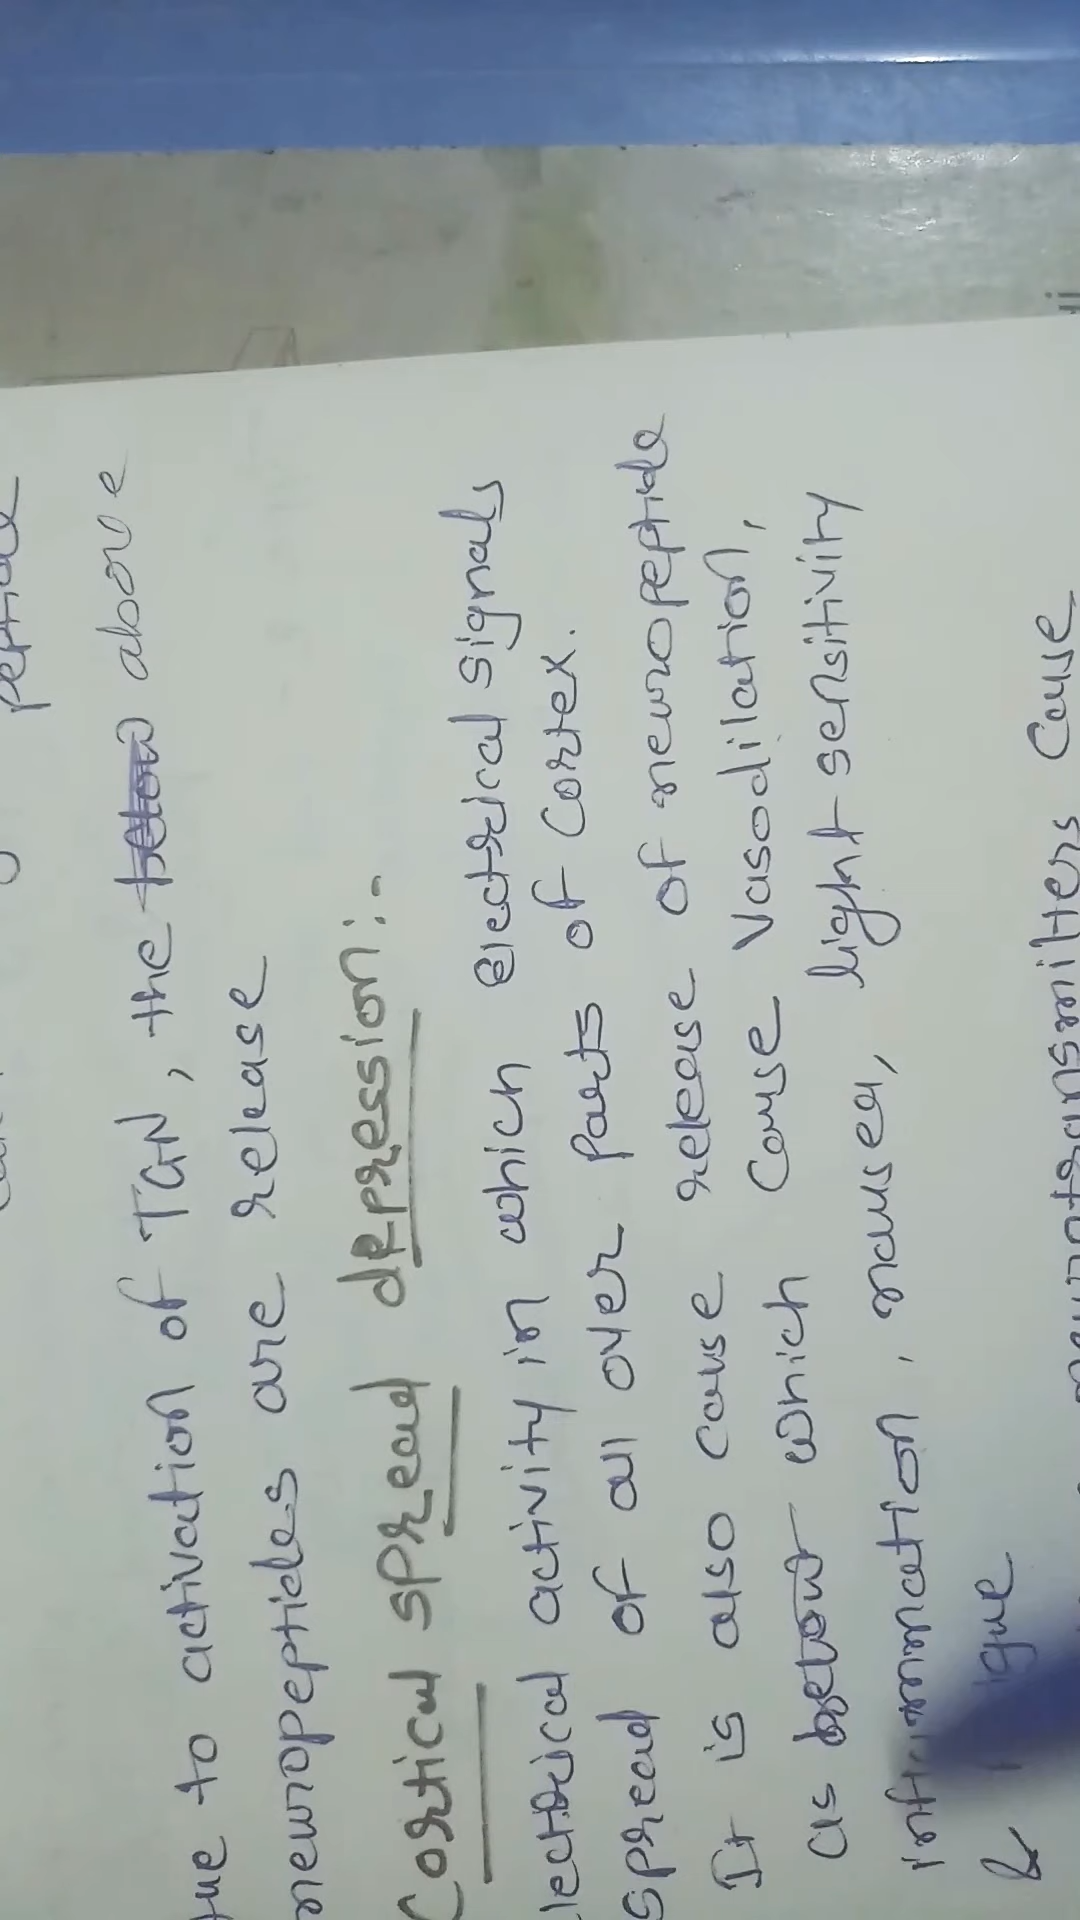 peptide
Due to activation of TGN, the above
neuropeptides are release
Cortical spread depression:-
electrical activity in which electrical signals
spread of all over parts of cortex.
It is also cause release of neuropeptide
as which cause vasodilation,
inflammation, nausea, light sensitivity
&
neurotransmitters cause